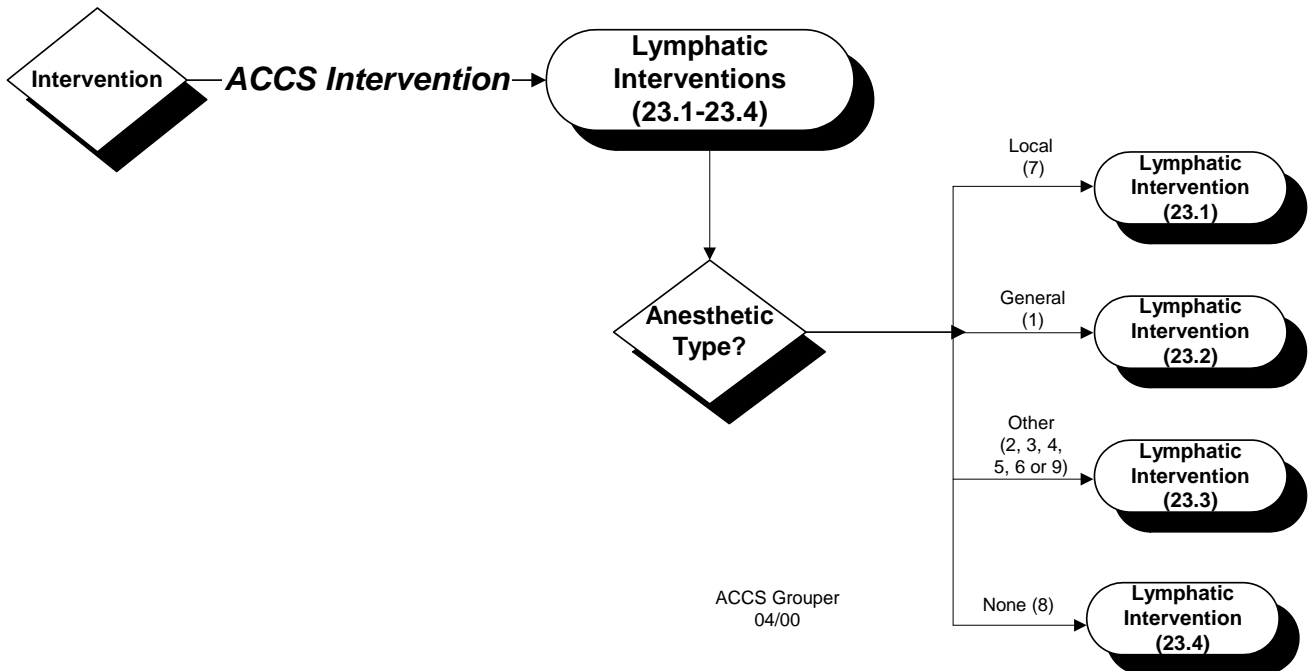 Intervention
ACCS Intervention
Lymphatic
Interventions
(23.1-23.4)
Anesthetic
Type?
Local
(7)
Lymphatic
Intervention
(23.1)
General
(1)
Lymphatic
Intervention
(23.2)
Other
(2, 3, 4,
5, 6 or 9)
Lymphatic
Intervention
(23.3)
None (8)
Lymphatic
Intervention
(23.4)
ACCS Grouper
04/00